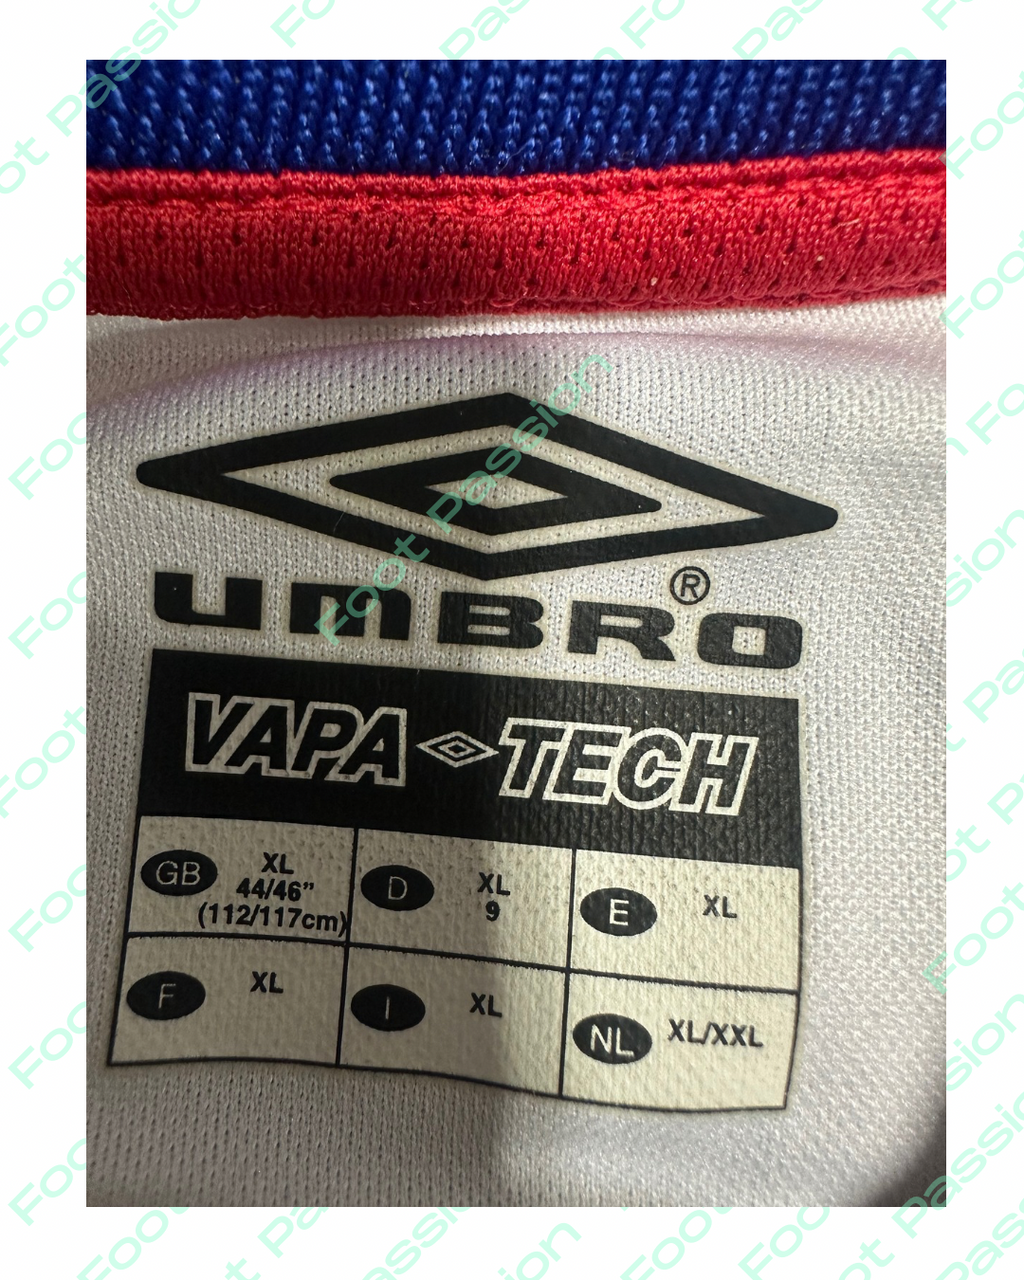 UMBRO®
VAPA TECH
GB XL
44/46”
(112/117cm)
D XL
9
E XL
F XL
I XL
NL XL/XXL
Foot Passion